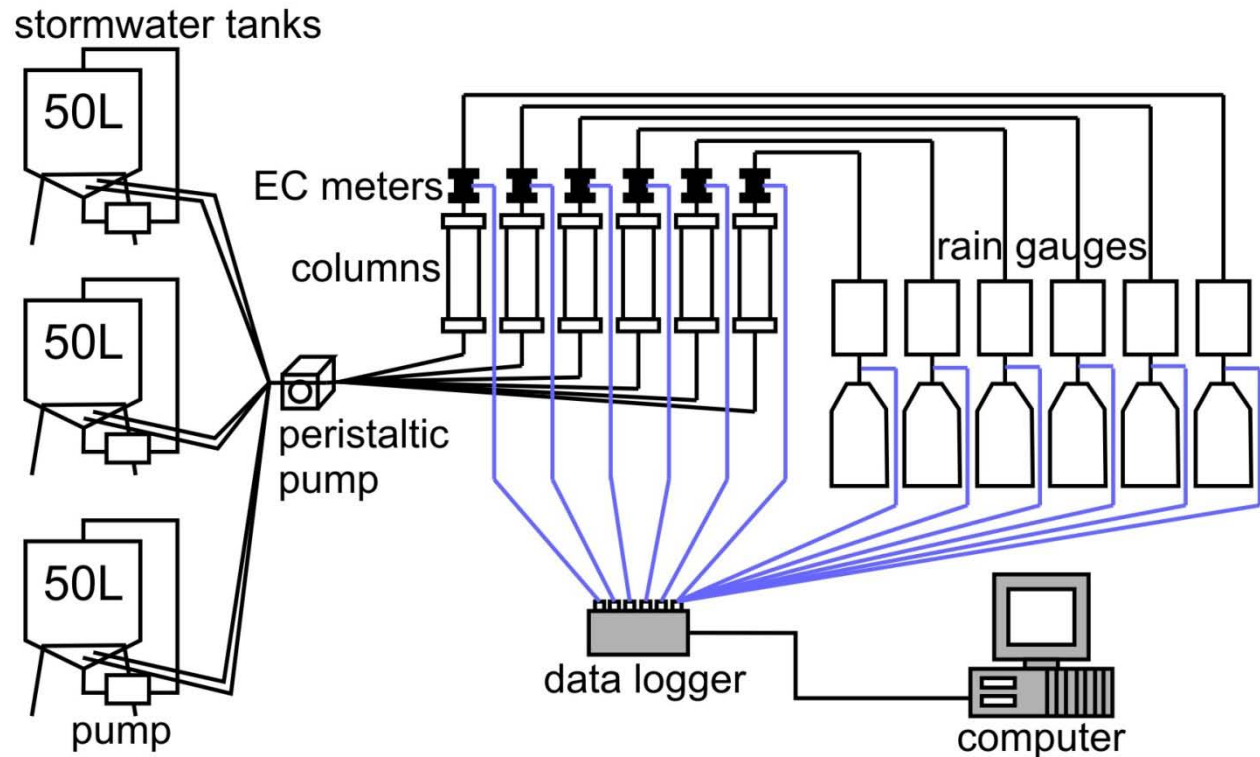 stormwater tanks
50L
EC meters
columns
rain gauges
50L
peristaltic
pump
50L
data logger
pump
computer